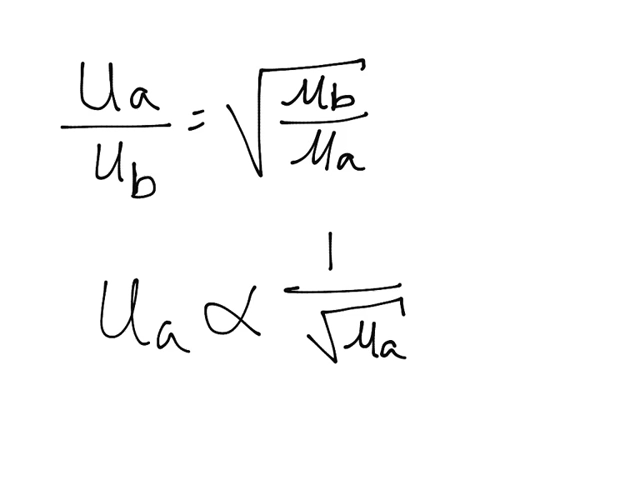 Ua/Ub = √(Mb/Ma)
Ua ∝ 1/√Ma